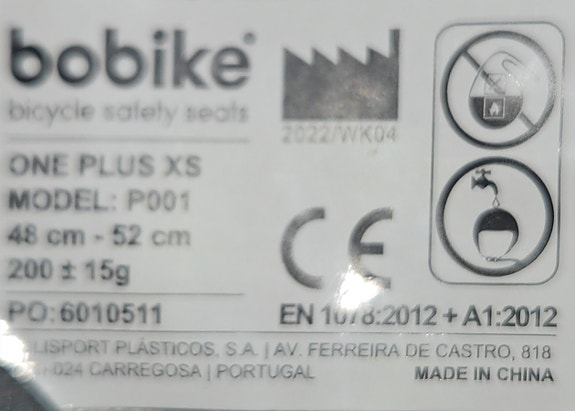 bobike
bicycle safety seats
2022/WK04
ONE PLUS XS
MODEL: P001
48 cm - 52 cm
200 ± 15g
CE
PO:6010511
EN 1078:2012 + A1:2012
PLÁSTICOS, S.A. | AV. FERREIRA DE CASTRO, 818
CARREGOSA | PORTUGAL
MADE IN CHINA